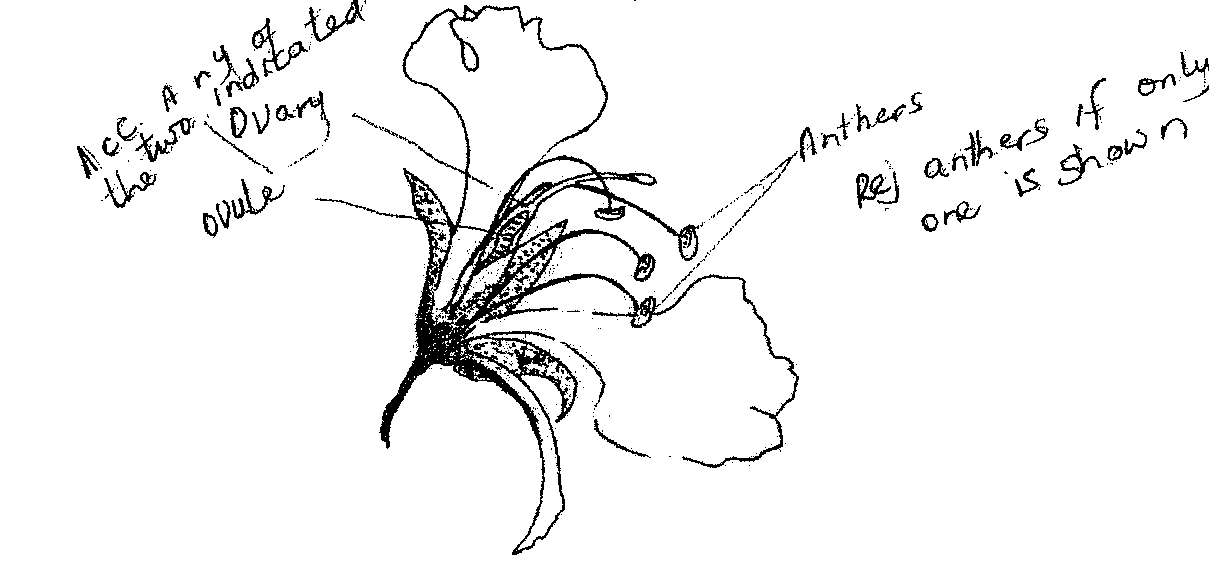 Acc. Any of
the two indicated
Ovary
Ovule
Anthers
Rej anthers if only
one is shown